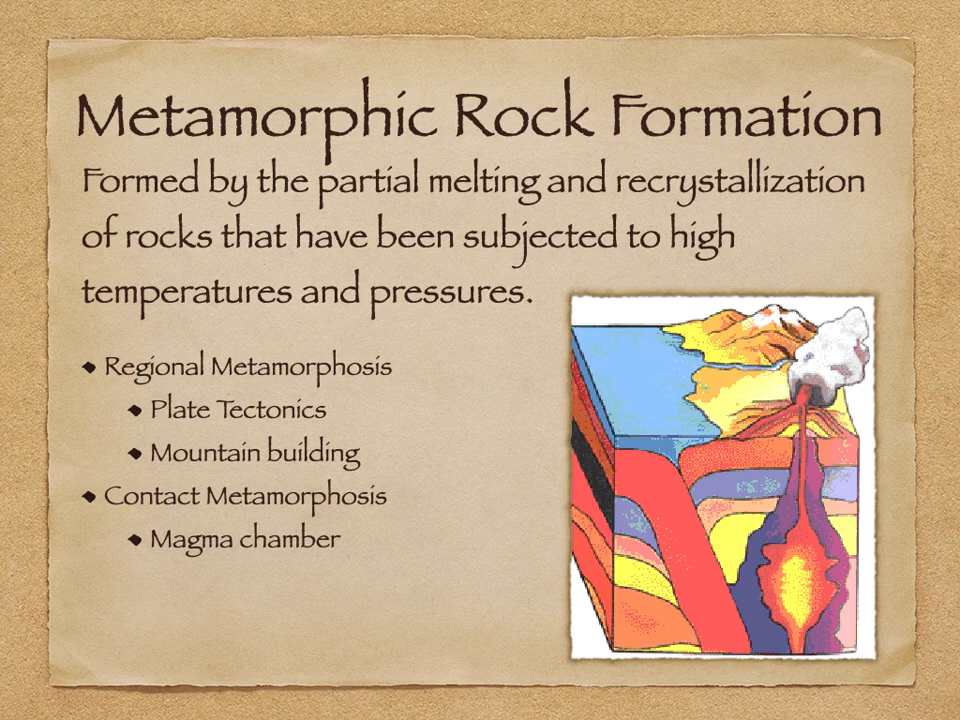 Metamorphic Rock Formation
Formed by the partial melting and recrystallization
of rocks that have been subjected to high
temperatures and pressures.
Regional Metamorphosis
Plate Tectonics
Mountain building
Contact Metamorphosis
Magma chamber